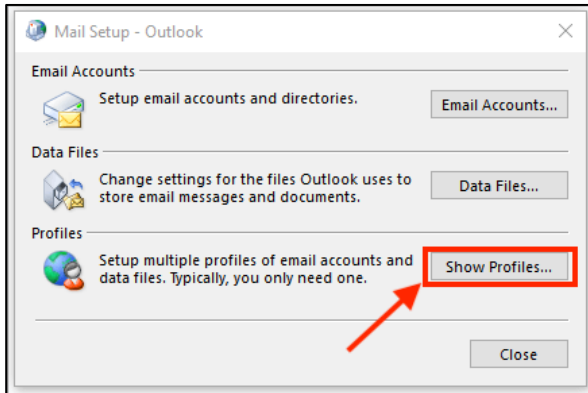 Mail Setup - Outlook
Email Accounts
Setup email accounts and directories.
Email Accounts...
Data Files
Change settings for the files Outlook uses to
store email messages and documents.
Data Files...
Profiles
Setup multiple profiles of email accounts and
data files. Typically, you only need one.
Show Profiles...
Close